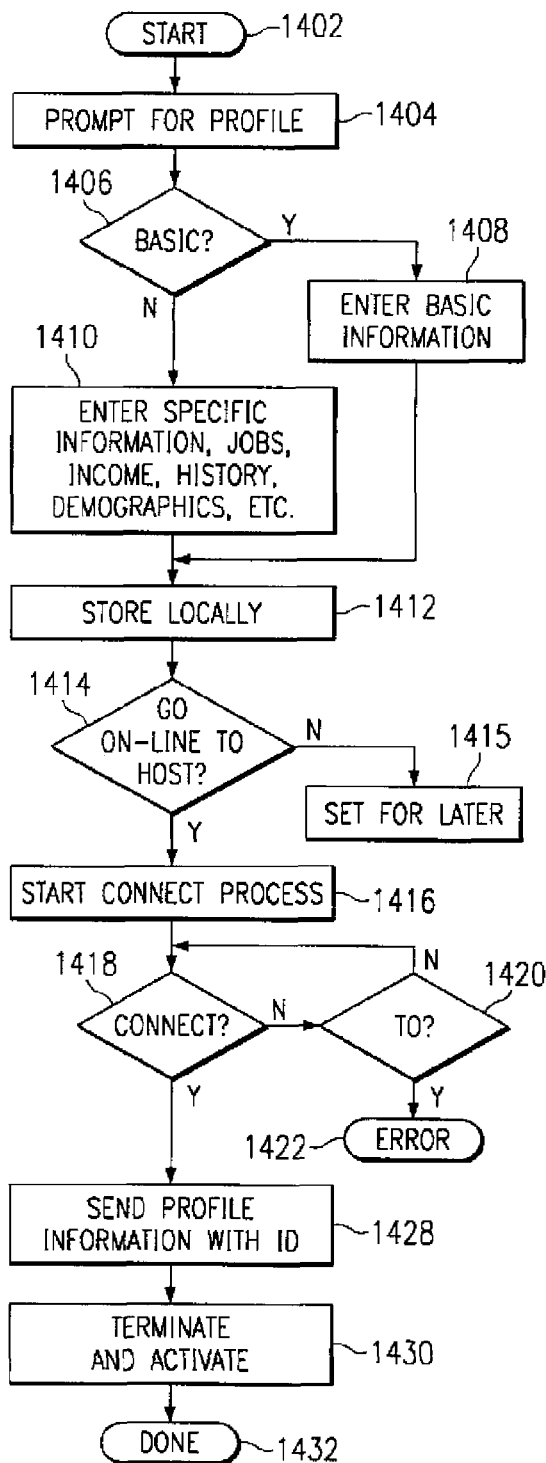 START
1402
PROMPT FOR PROFILE
1404
1406
BASIC?
Y
N
1408
ENTER BASIC
INFORMATION
1410
ENTER SPECIFIC
INFORMATION, JOBS,
INCOME, HISTORY,
DEMOGRAPHICS, ETC.
STORE LOCALLY
1412
1414
GO
ON-LINE TO
HOST?
N
Y
1415
SET FOR LATER
START CONNECT PROCESS
1416
1418
CONNECT?
N
Y
1420
TO?
N
Y
1422
ERROR
SEND PROFILE
INFORMATION WITH ID
1428
TERMINATE
AND ACTIVATE
1430
DONE
1432